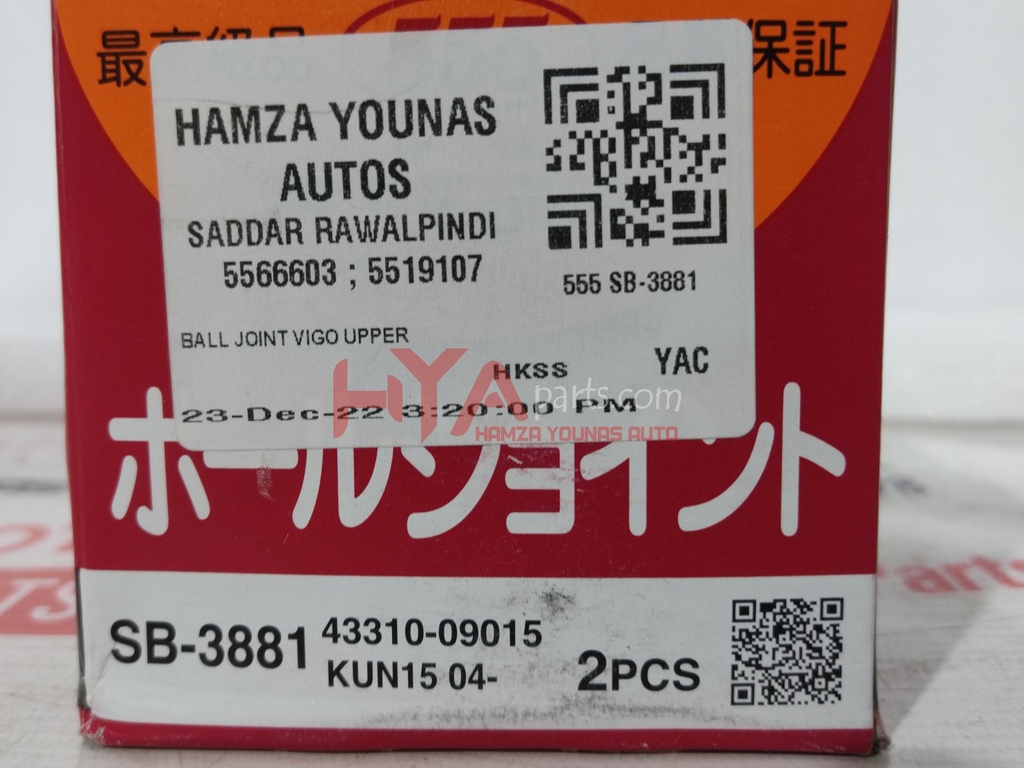 最高級品 555 保証
HAMZA YOUNAS
AUTOS
SADDAR RAWALPINDI
5566603 ; 5519107
555 SB-3881
BALL JOINT VIGO UPPER
HKSS YAC
23-Dec-22 3:20:00 PM
HYAparts.com
HAMZA YOUNAS AUTO
ボールジョイント
SB-3881
43310-09015
KUN15 04-
2PCS